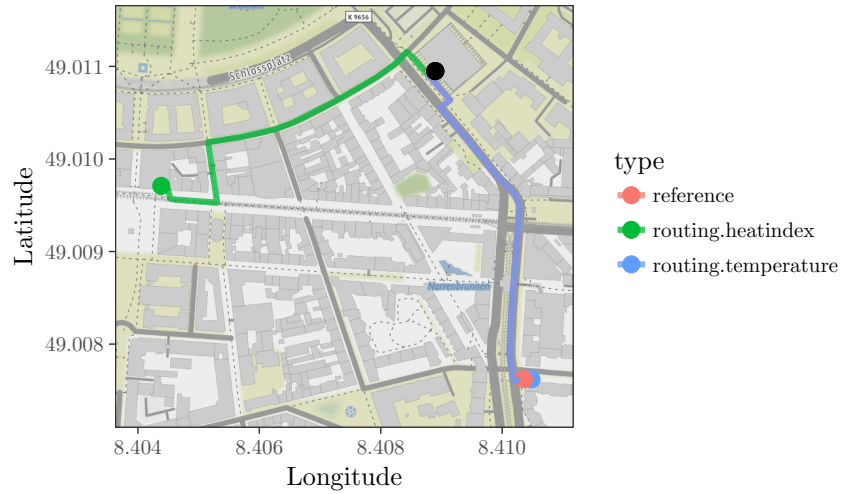 K 9656
Schlossplatz
49.011
49.010
49.009
49.008
Latitude
Narrenbrunnen
8.404
8.406
8.408
8.410
Longitude
type
reference
routing.heatindex
routing.temperature